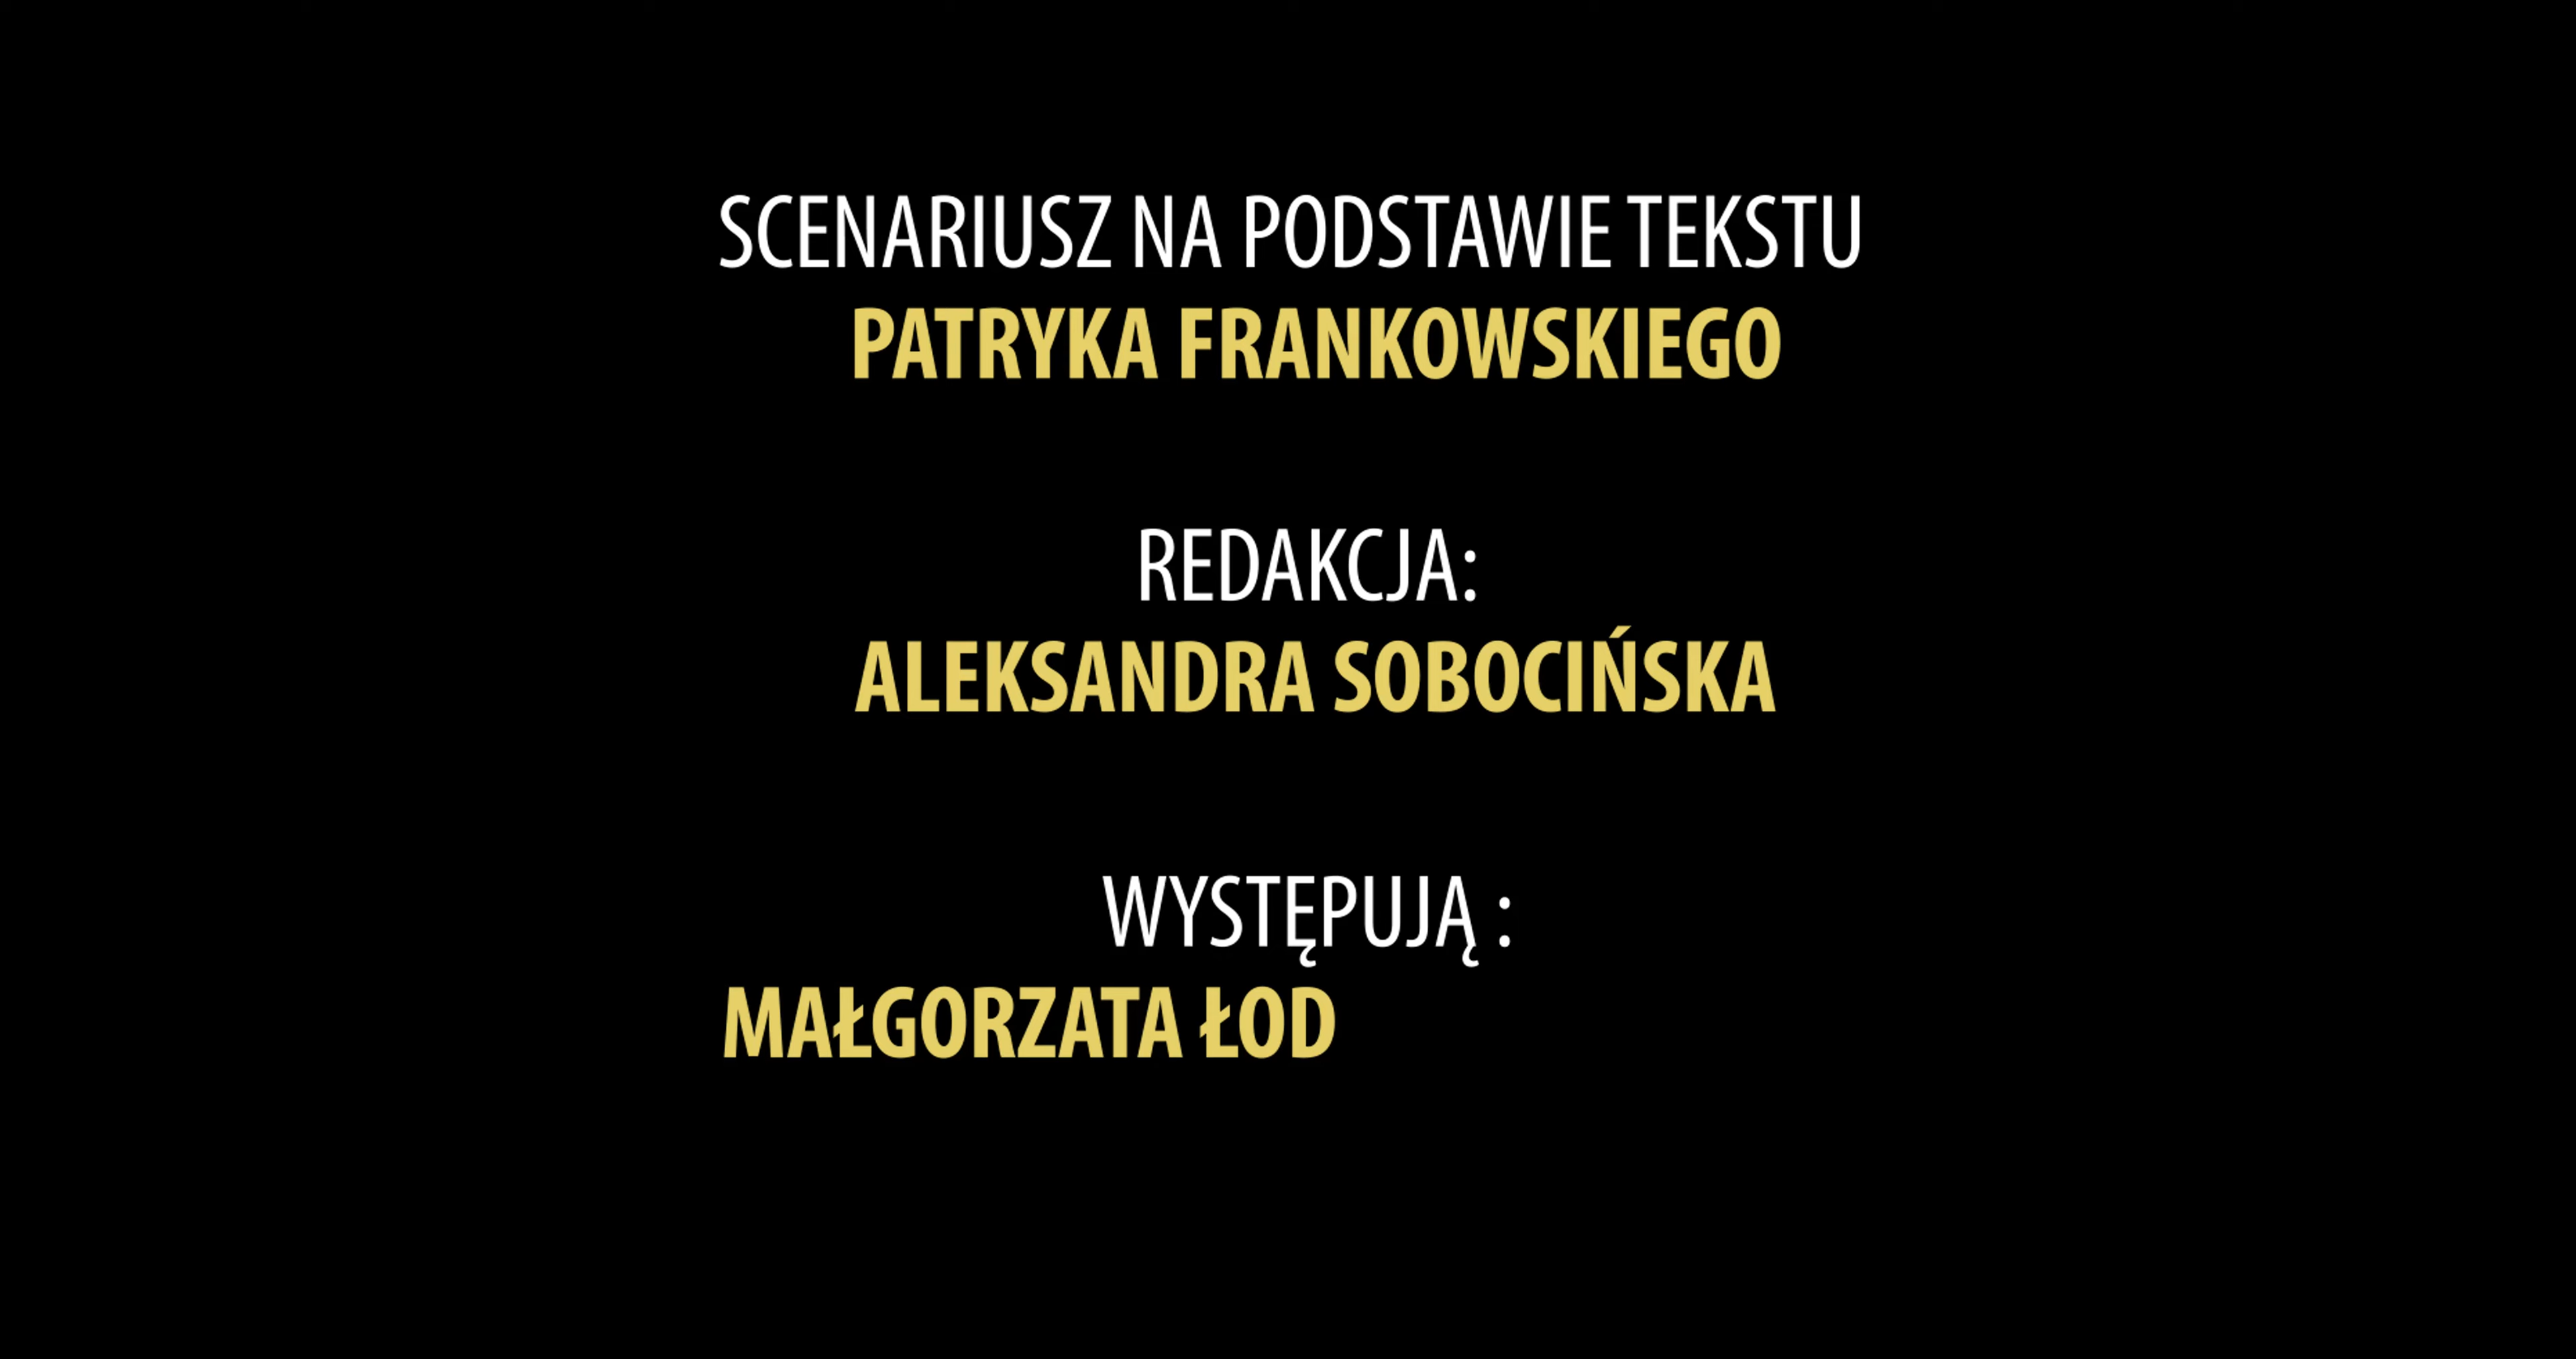 SCENARIUSZ NA PODSTAWIE TEKSTU
PATRYKA FRANKOWSKIEGO
REDAKCJA:
ALEKSANDRA SOBOCIŃSKA
WYSTĘPUJĄ :
MAŁGORZATA ŁOD